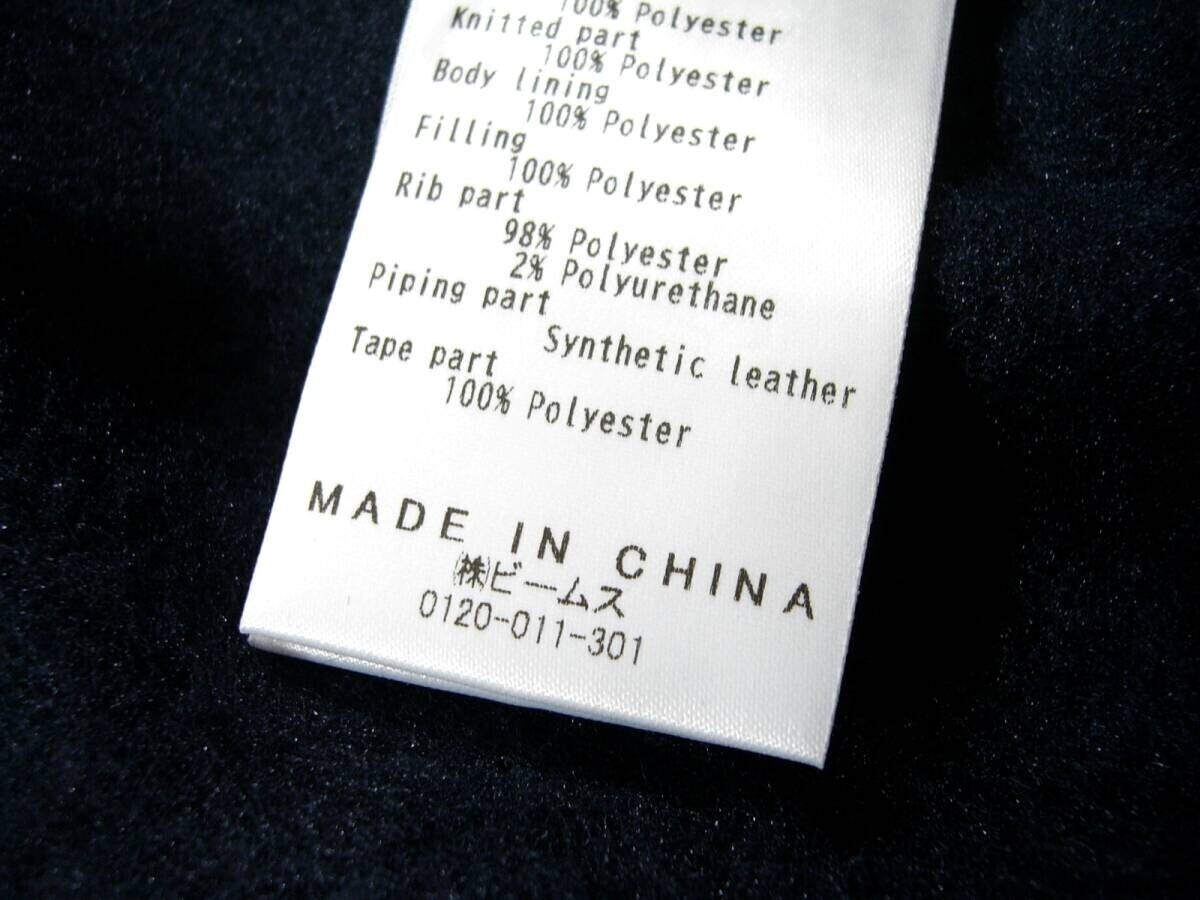 100% Polyester
Knitted part
100% Polyester
Body lining
100% Polyester
Filling
100% Polyester
Rib part
98% Polyester
2% Polyurethane
Piping part
Synthetic leather
Tape part
100% Polyester
MADE IN CHINA
㈱ビームス
0120-011-301